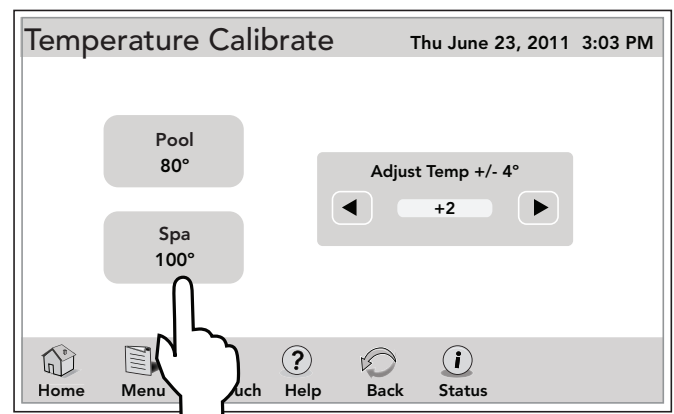 Temperature Calibrate
Thu June 23, 2011 3:03 PM
Pool
80°
Adjust Temp +/- 4°
+2
Spa
100°
Home
Menu
Help
Back
Status